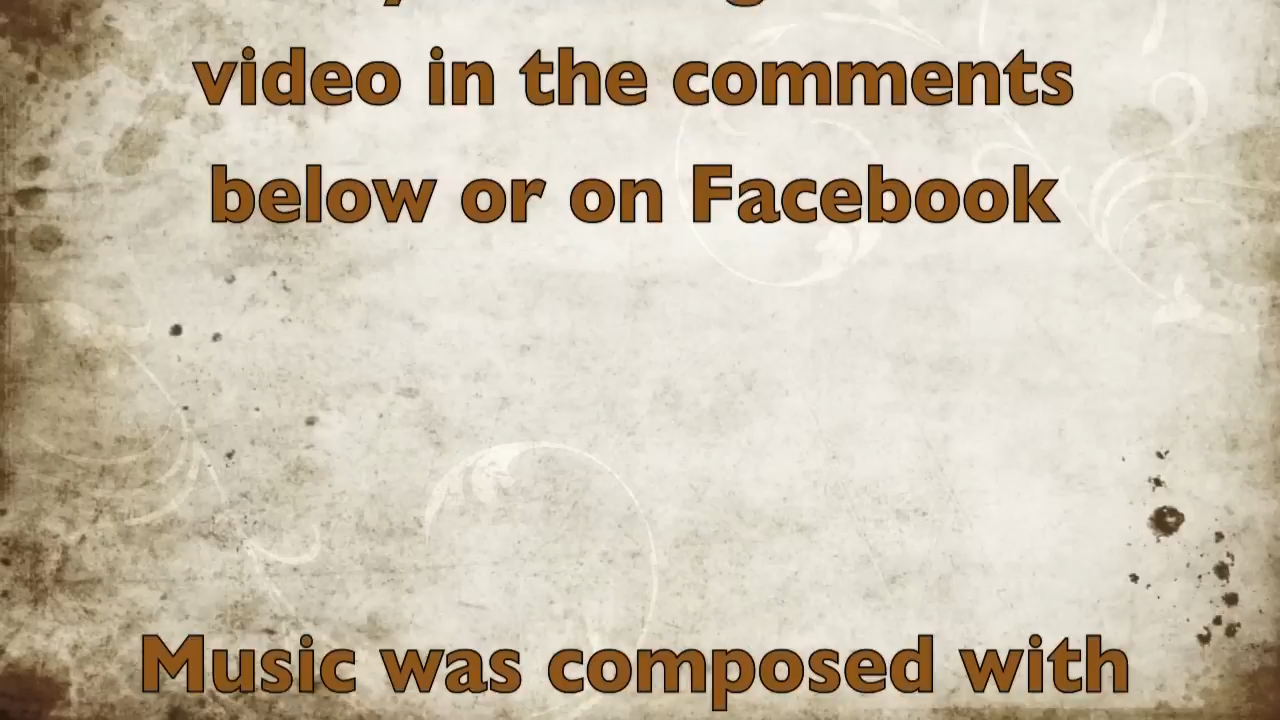 video in the comments
below or on Facebook
Music was composed with